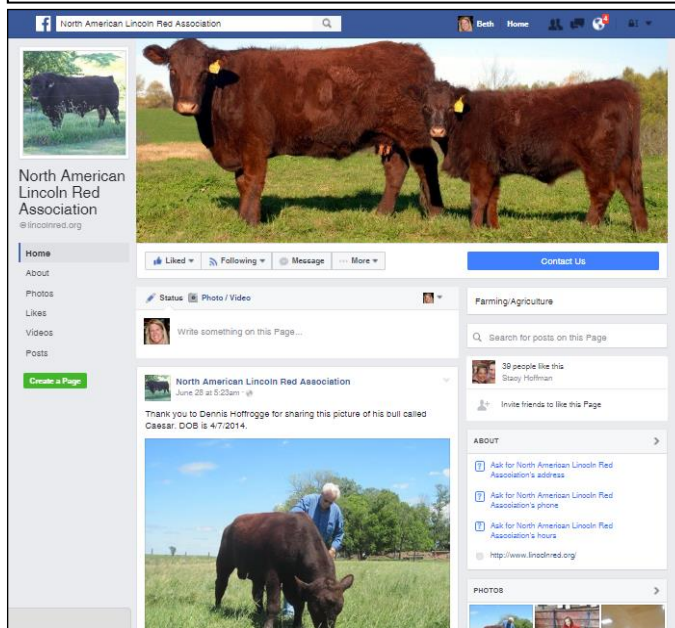 North American Lincoln Red Association
Beth
Home
4
North American
Lincoln Red
Association
@lincolnred.org
Home
About
Photos
Likes
Videos
Posts
Create a Page
Liked
Following
Message
More
Contact Us
Status
Photo / Video
Write something on this Page...
North American Lincoln Red Association
June 28 at 5:23am
Thank you to Dennis Hoffrogge for sharing this picture of his bull called
Caesar. DOB is 4/7/2014.
Farming/Agriculture
Search for posts on this Page
39 people like this
Stacy Hoffman
Invite friends to like this Page
ABOUT
Ask for North American Lincoln Red
Association's address
Ask for North American Lincoln Red
Association's phone
Ask for North American Lincoln Red
Association's hours
http://www.lincolnred.org/
PHOTOS